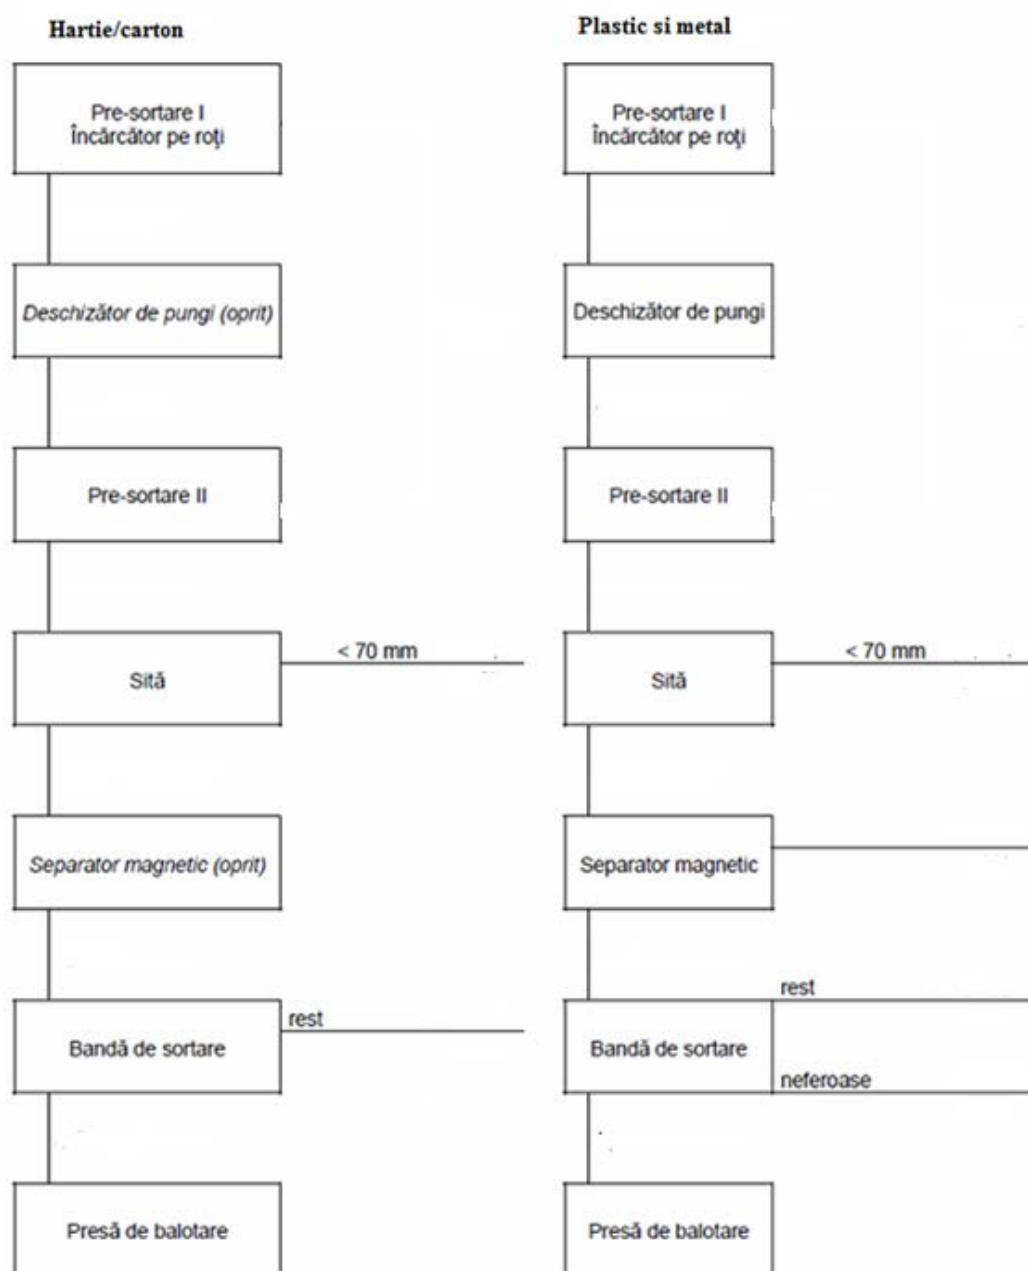 Hartie/carton
Pre-sortare I
Încărcător pe roţi
Deschizător de pungi (oprit)
Pre-sortare II
Sită
< 70 mm
Separator magnetic (oprit)
Bandă de sortare
rest
Presă de balotare
Plastic si metal
Pre-sortare I
Încărcător pe roţi
Deschizător de pungi
Pre-sortare II
Sită
< 70 mm
Separator magnetic
Bandă de sortare
rest
neferoase
Presă de balotare